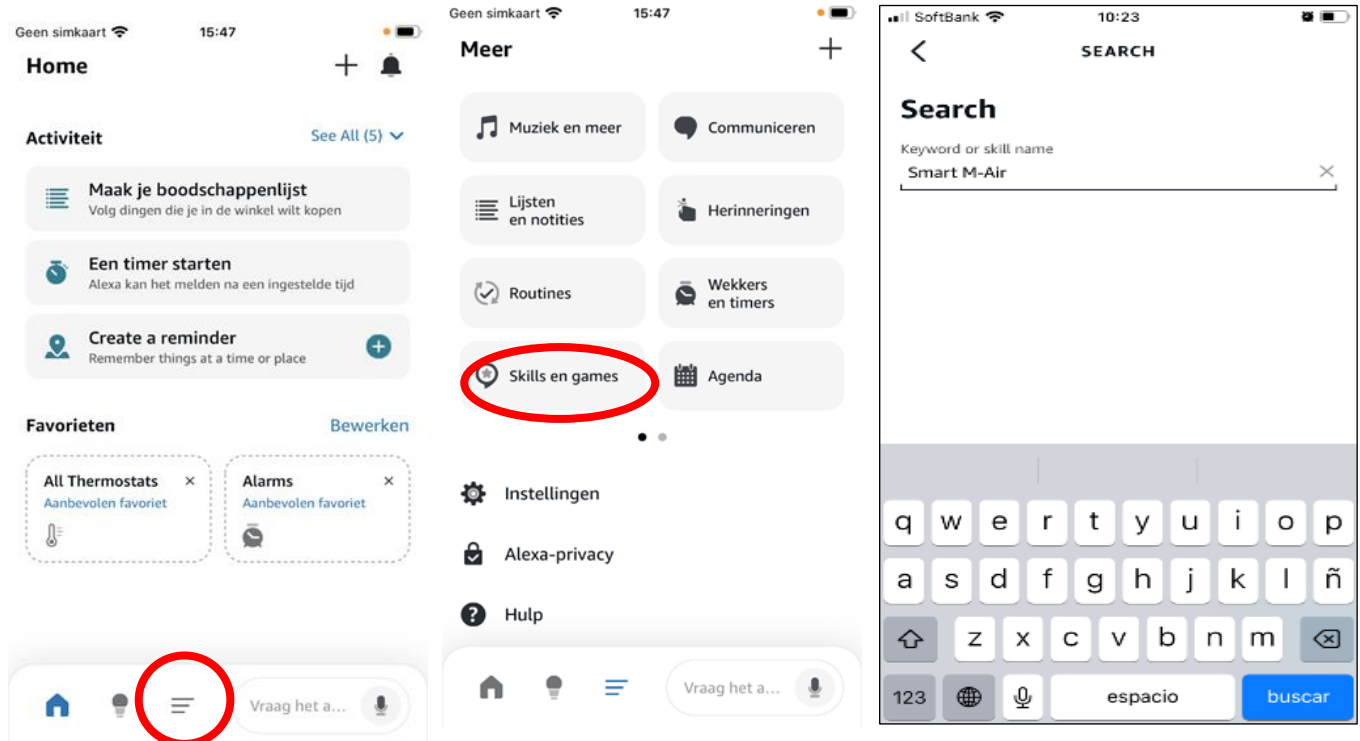 Geen simkaart 15:47
Home
Activiteit See All (5)
Maak je boodschappenlijst
Volg dingen die je in de winkel wilt kopen
Een timer starten
Alexa kan het melden na een ingestelde tijd
Create a reminder
Remember things at a time or place
Favorieten Bewerken
All Thermostats × Alarms ×
Aanbevolen favoriet Aanbevolen favoriet
Vraag het a...
Geen simkaart 15:47
Meer
Muziek en meer Communiceren
Lijsten
en notities
Herinneringen
Routines
Wekkers
en timers
Skills en games Agenda
Instellingen
Alexa-privacy
Hulp
Vraag het a...
SoftBank 10:23
SEARCH
Search
Keyword or skill name
Smart M-Air
q w e r t y u i o p
a s d f g h j k l ñ
z x c v b n m
123 espacio buscar